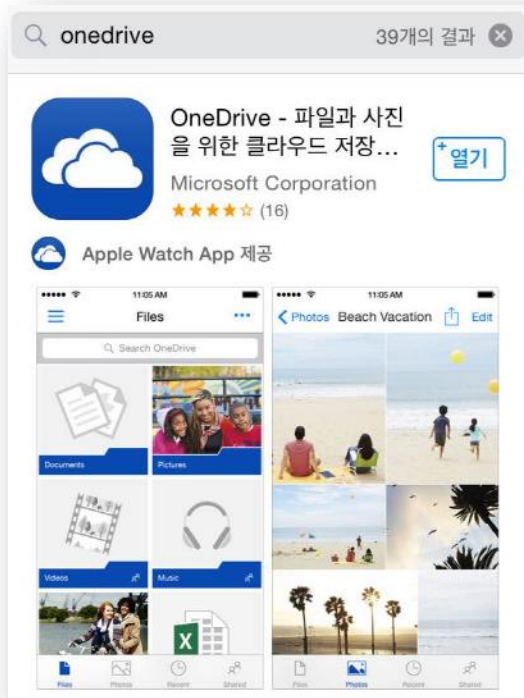 onedrive
39개의 결과
OneDrive - 파일과 사진
을 위한 클라우드 저장...
열기
Microsoft Corporation
(16)
Apple Watch App 제공
11:05 AM
Files
Search OneDrive
Documents
Pictures
Videos
Music
X
Files
Photos
Recent
Shared
11:05 AM
Photos
Beach Vacation
Edit
Files
Photos
Recent
Shared